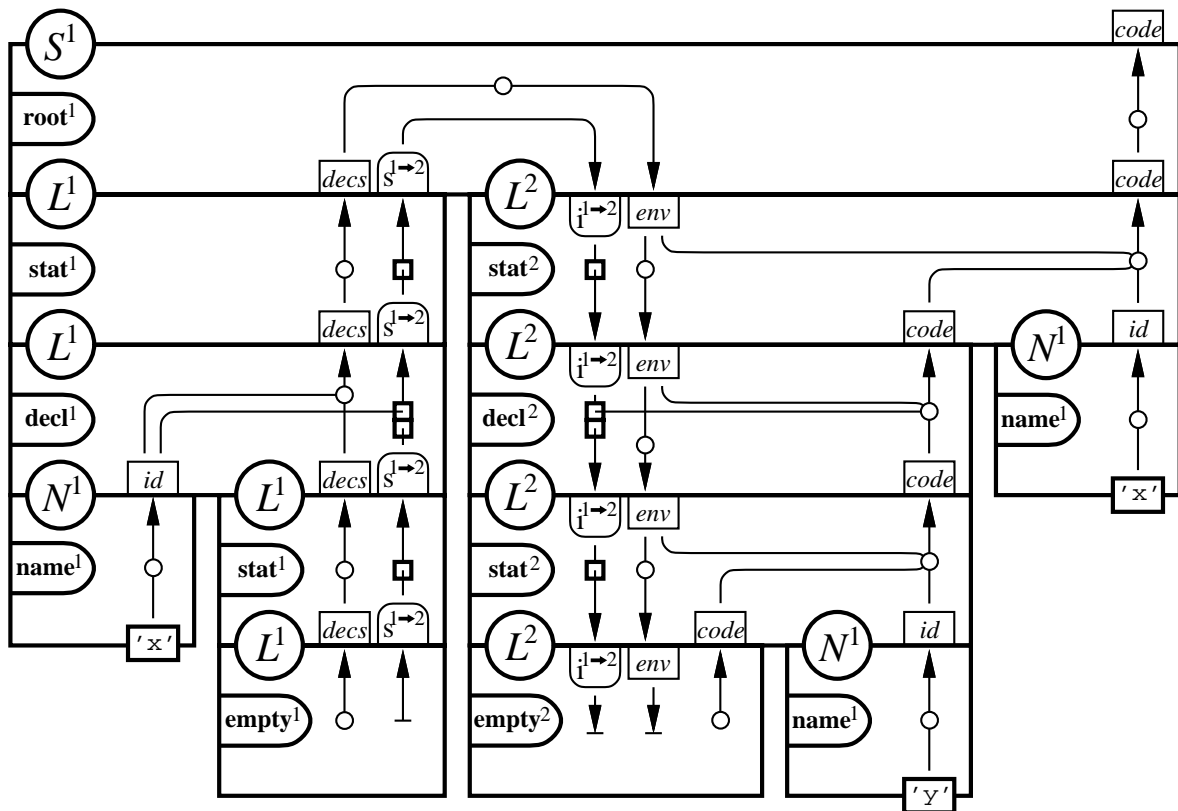 S¹ code
root¹
L¹ decs s¹→² L² i¹→² env code
stat¹ stat²
L¹ decs s¹→² L² i¹→² env code N¹ id
decl¹ decl² name¹
N¹ id L¹ decs s¹→² L² i¹→² env code 'x'
name¹ stat¹ stat²
'x' L¹ decs s¹→² L² i¹→² env code N¹ id
empty¹ empty² name¹
'y'